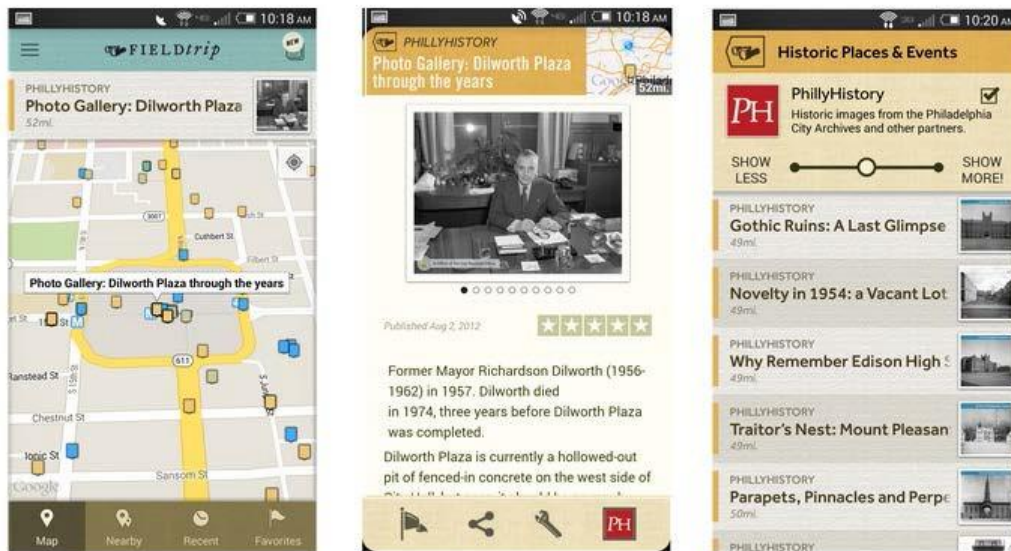 10:18 AM
FIELDtrip
NEW
PHILLYHISTORY
Photo Gallery: Dilworth Plaza
52mi.
3007
Cuthbert St
Filbert St
Photo Gallery: Dilworth Plaza through the years
611
Ranstead St
S 15th St
Chestnut St
Ionic St
Sansom St
Google
Map
Nearby
Recent
Favorites
10:18 AM
PHILLYHISTORY
Photo Gallery: Dilworth Plaza
through the years
52mi.
Published Aug 2, 2012
Former Mayor Richardson Dilworth (1956-
1962) in 1957. Dilworth died
in 1974, three years before Dilworth Plaza
was completed.
Dilworth Plaza is currently a hollowed-out
pit of fenced-in concrete on the west side of
PH
10:20 AM
Historic Places & Events
PH
PhillyHistory
Historic images from the Philadelphia
City Archives and other partners.
SHOW
LESS
SHOW
MORE!
PHILLYHISTORY
Gothic Ruins: A Last Glimpse
49mi.
PHILLYHISTORY
Novelty in 1954: a Vacant Lot
49mi.
PHILLYHISTORY
Why Remember Edison High
49mi.
PHILLYHISTORY
Traitor's Nest: Mount Pleasan
49mi.
PHILLYHISTORY
Parapets, Pinnacles and Perpe
50mi.
PHILLYHISTORY